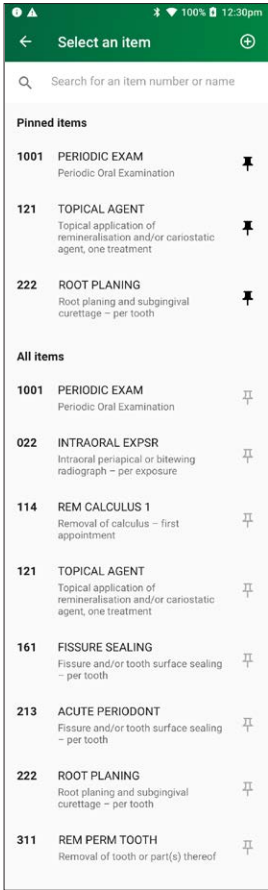 100% 12:30pm
Select an item
Search for an item number or name
Pinned items
1001 PERIODIC EXAM
Periodic Oral Examination
121 TOPICAL AGENT
Topical application of
remineralisation and/or cariostatic
agent, one treatment
222 ROOT PLANING
Root planing and subgingival
curettage – per tooth
All items
1001 PERIODIC EXAM
Periodic Oral Examination
022 INTRAORAL EXPSR
Intraoral periapical or bitewing
radiograph – per exposure
114 REM CALCULUS 1
Removal of calculus – first
appointment
121 TOPICAL AGENT
Topical application of
remineralisation and/or cariostatic
agent, one treatment
161 FISSURE SEALING
Fissure and/or tooth surface sealing
– per tooth
213 ACUTE PERIODONT
Fissure and/or tooth surface sealing
– per tooth
222 ROOT PLANING
Root planing and subgingival
curettage – per tooth
311 REM PERM TOOTH
Removal of tooth or part(s) thereof